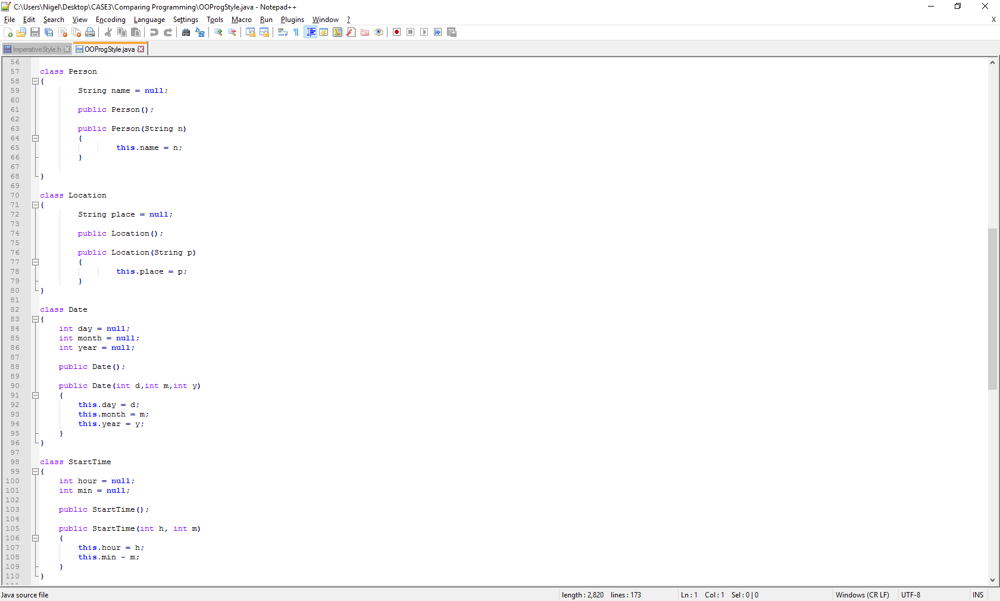 C:\Users\Nigel\Desktop\CASE3\Comparing Programming\OOProgStyle.java - Notepad++
File Edit Search View Encoding Language Settings Tools Macro Run Plugins Window ? X
ImperativeStyle.h OOProgStyle.java
56
57 class Person
58 {
59 String name = null;
60
61 public Person();
62
63 public Person(String n)
64 {
65 this.name = n;
66 }
67
68 }
69
70 class Location
71 {
72 String place = null;
73
74 public Location();
75
76 public Location(String p)
77 {
78 this.place = p;
79 }
80 }
81
82 class Date
83 {
84 int day = null;
85 int month = null;
86 int year = null;
87
88 public Date();
89
90 public Date(int d,int m,int y)
91 {
92 this.day = d;
93 this.month = m;
94 this.year = y;
95 }
96 }
97
98 class StartTime
99 {
100 int hour = null;
101 int min = null;
102
103 public StartTime();
104
105 public StartTime(int h, int m)
106 {
107 this.hour = h;
108 this.min - m;
109 }
110 }
Java source file length : 2,820 lines : 173 Ln : 1 Col : 1 Sel : 0 | 0 Windows (CR LF) UTF-8 INS